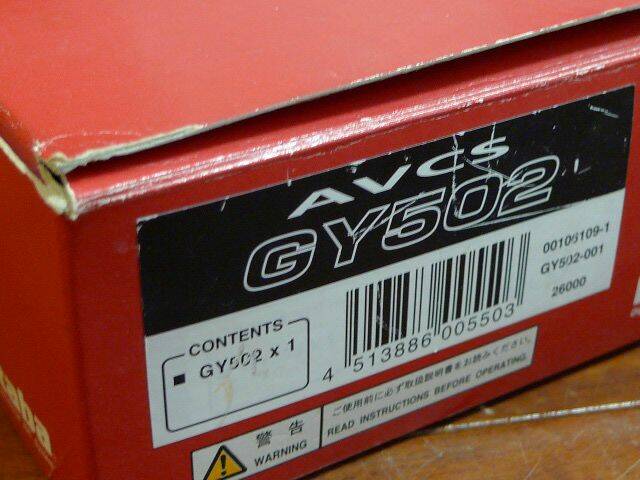 AVCS
GY502
00106109-1
GY502-001
26000
CONTENTS
■ GY502 x 1
4 513886 005503
警告
WARNING
ご使用前に必ず取扱説明書をお読みください。
READ INSTRUCTIONS BEFORE OPERATING.